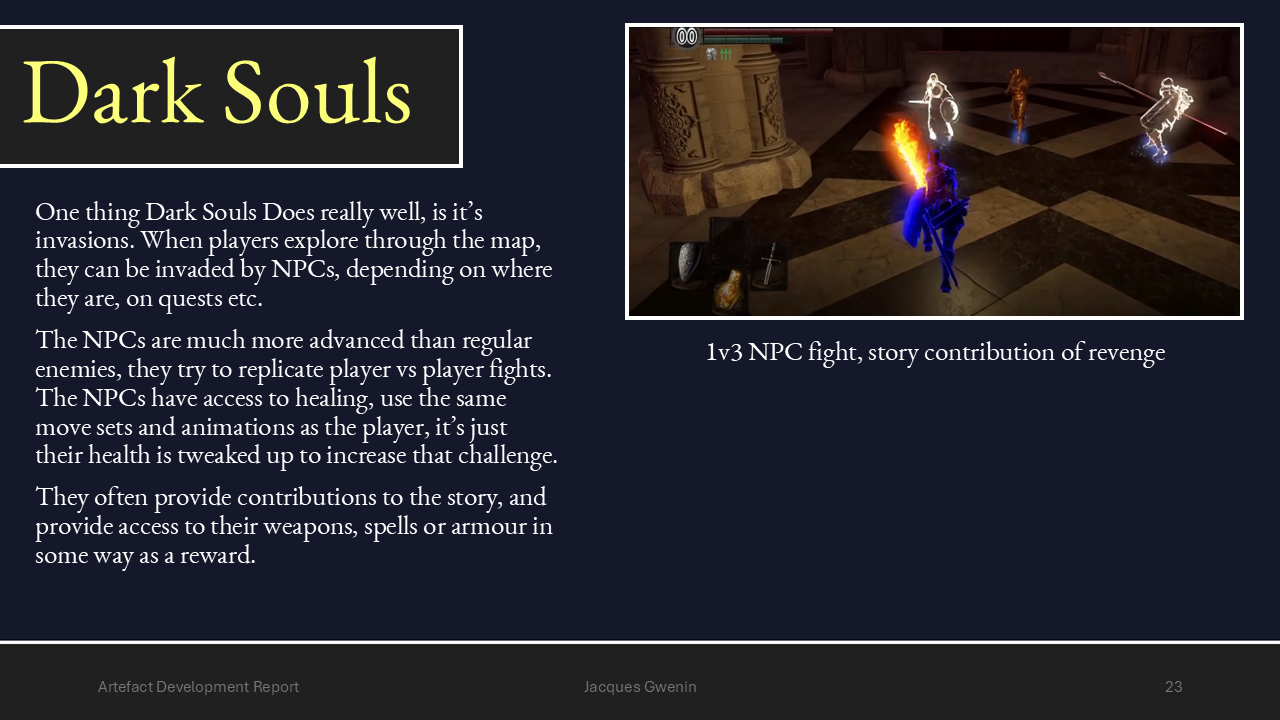 Dark Souls
One thing Dark Souls Does really well, is it’s
invasions. When players explore through the map,
they can be invaded by NPCs, depending on where
they are, on quests etc.
The NPCs are much more advanced than regular
enemies, they try to replicate player vs player fights.
The NPCs have access to healing, use the same
move sets and animations as the player, it’s just
their health is tweaked up to increase that challenge.
They often provide contributions to the story, and
provide access to their weapons, spells or armour in
some way as a reward.
00
1v3 NPC fight, story contribution of revenge
Artefact Development Report
Jacques Gwenin
23